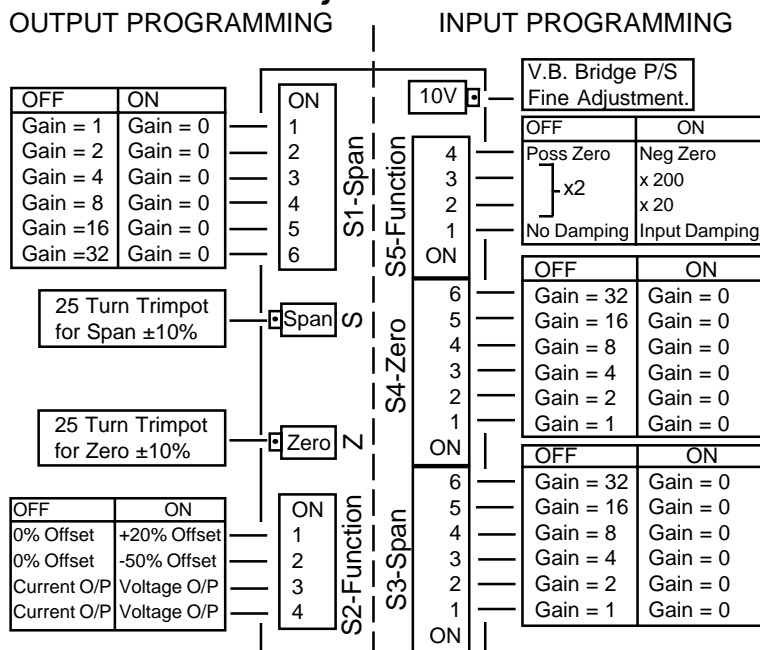 OUTPUT PROGRAMMING
INPUT PROGRAMMING
OFF ON
Gain = 1 Gain = 0
Gain = 2 Gain = 0
Gain = 4 Gain = 0
Gain = 8 Gain = 0
Gain =16 Gain = 0
Gain =32 Gain = 0
ON
1
2
3
4
5
6
S1-Span
25 Turn Trimpot
for Span ±10%
Span
S
25 Turn Trimpot
for Zero ±10%
Zero
Z
OFF ON
0% Offset +20% Offset
0% Offset -50% Offset
Current O/P Voltage O/P
Current O/P Voltage O/P
ON
1
2
3
4
S2-Function
10V
V.B. Bridge P/S
Fine Adjustment.
S5-Function
4
3
2
1
ON
OFF ON
Poss Zero Neg Zero
x2
x 200
x 20
No Damping Input Damping
S4-Zero
6
5
4
3
2
1
ON
OFF ON
Gain = 32 Gain = 0
Gain = 16 Gain = 0
Gain = 8 Gain = 0
Gain = 4 Gain = 0
Gain = 2 Gain = 0
Gain = 1 Gain = 0
S3-Span
6
5
4
3
2
1
ON
OFF ON
Gain = 32 Gain = 0
Gain = 16 Gain = 0
Gain = 8 Gain = 0
Gain = 4 Gain = 0
Gain = 2 Gain = 0
Gain = 1 Gain = 0